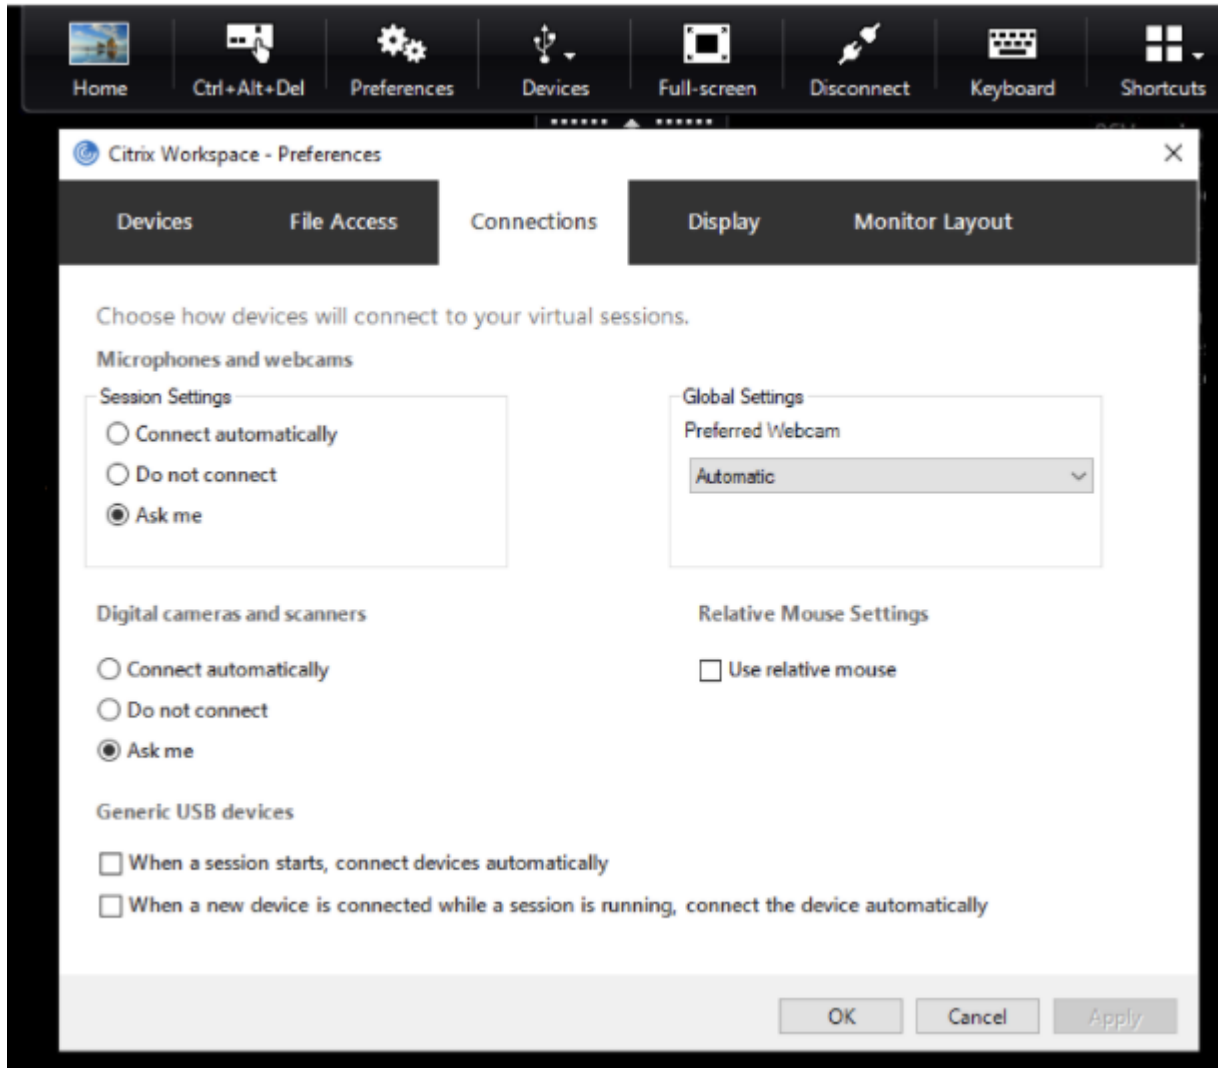 Home Ctrl+Alt+Del Preferences Devices Full-screen Disconnect Keyboard Shortcuts
Citrix Workspace - Preferences
Devices File Access Connections Display Monitor Layout
Choose how devices will connect to your virtual sessions.
Microphones and webcams
Session Settings
Connect automatically
Do not connect
Ask me
Global Settings
Preferred Webcam
Automatic
Digital cameras and scanners
Connect automatically
Do not connect
Ask me
Relative Mouse Settings
Use relative mouse
Generic USB devices
When a session starts, connect devices automatically
When a new device is connected while a session is running, connect the device automatically
OK Cancel Apply